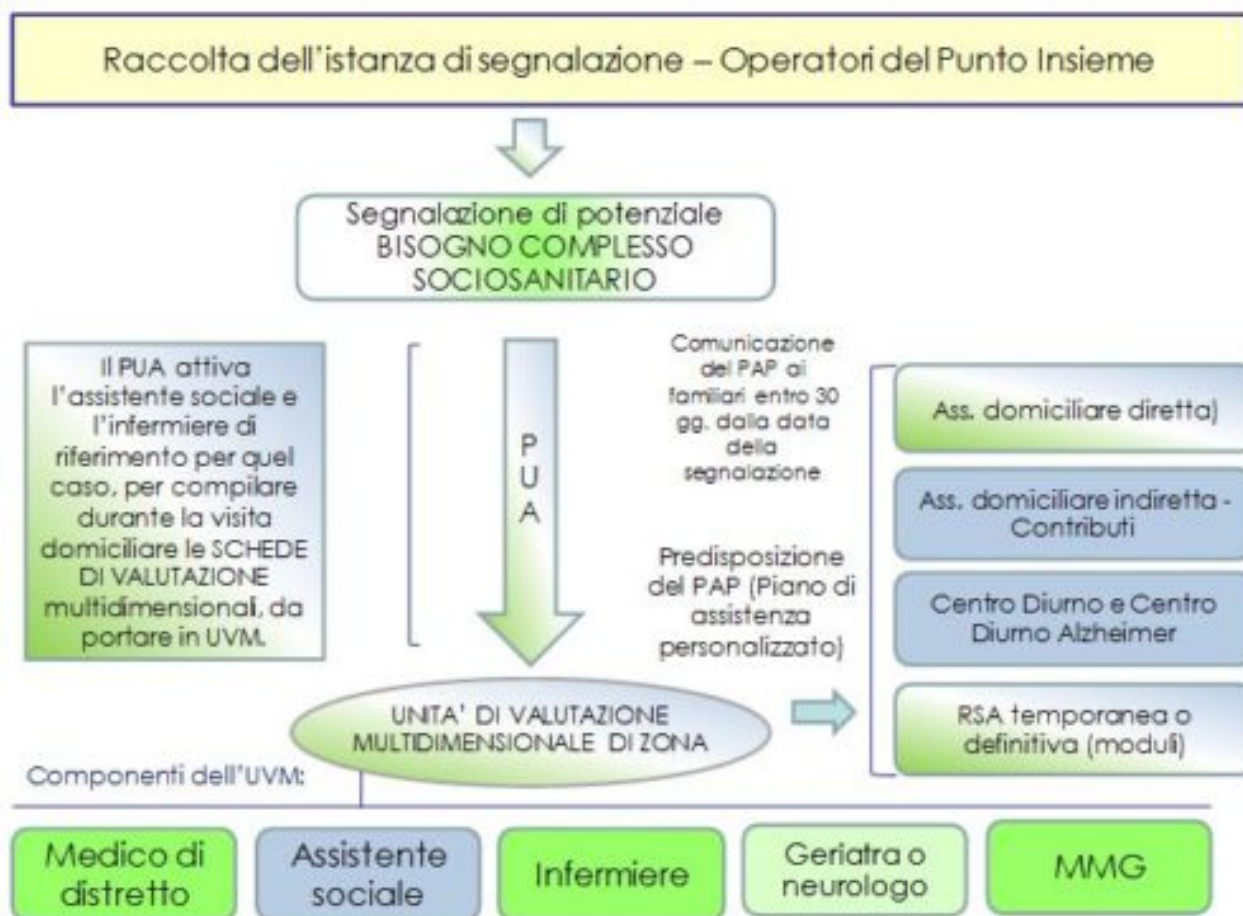 Raccolta dell'istanza di segnalazione – Operatori del Punto Insieme
Segnalazione di potenziale
BISOGNO COMPLESSO
SOCIOSANITARIO
Il PUA attiva
l'assistente sociale e
l'infermiere di
riferimento per quel
caso, per compilare
durante la visita
domiciliare le SCHEDE
DI VALUTAZIONE
multidimensionali, da
portare in UVM.
P
U
A
Comunicazione
del PAP ai
familiari entro 30
gg. dalla data
della
segnalazione
Predisposizione
del PAP (Piano di
assistenza
personalizzato)
Ass. domiciliare diretta)
Ass. domiciliare indiretta -
Contributi
Centro Diurno e Centro
Diurno Alzheimer
RSA temporanea o
definitiva (moduli)
UNITA' DI VALUTAZIONE
MULTIDIMENSIONALE DI ZONA
Componenti dell'UVM:
Medico di
distretto
Assistente
sociale
Infermiere
Geriatra o
neurologo
MMG